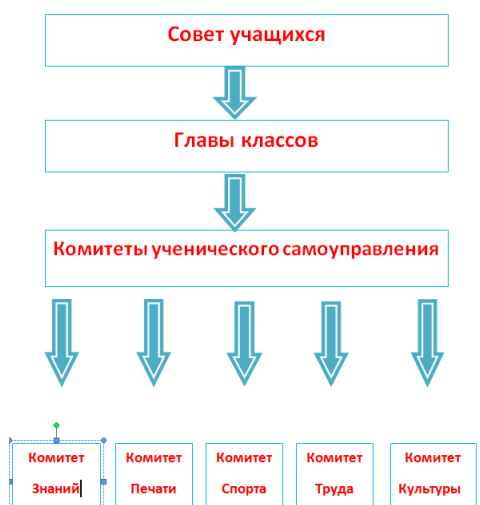 Совет учащихся
Главы классов
Комитеты ученического самоуправления
Комитет
Знаний
Комитет
Печати
Комитет
Спорта
Комитет
Труда
Комитет
Культуры